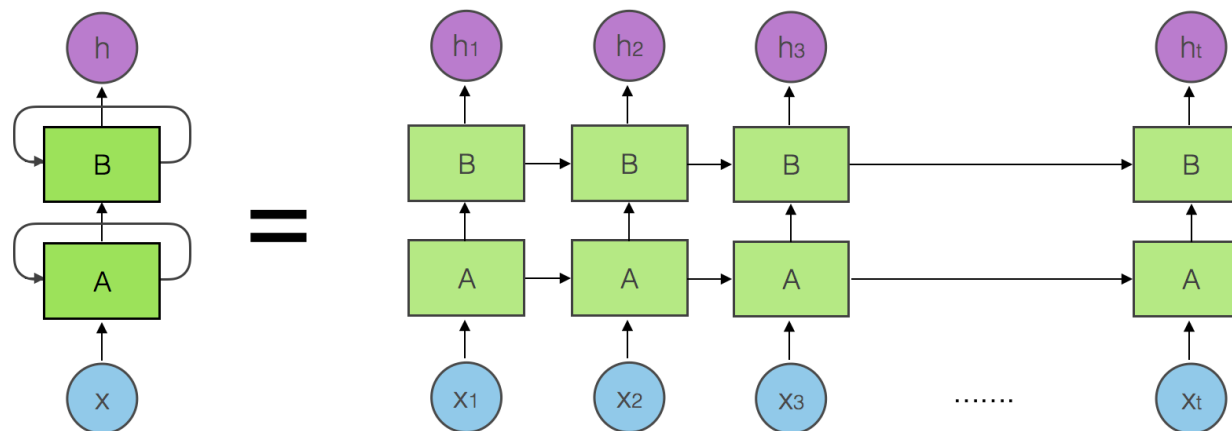 h
B
A
x
=
h1 h2 h3 ht
B B B B
A A A A
x1 x2 x3 ....... xt